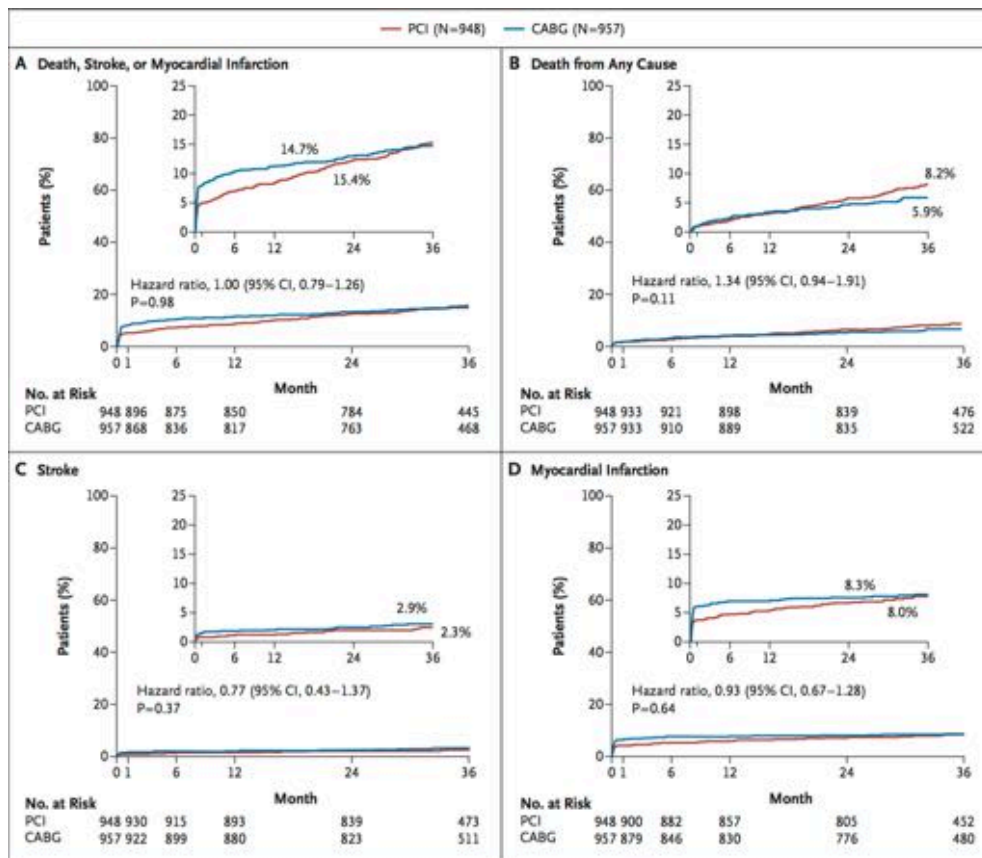 PCI (N=948) CABG (N=957)
A Death, Stroke, or Myocardial Infarction
100
80
60
40
20
0
Patients (%)
25
20
15
10
5
0
14.7%
15.4%
0 6 12 24 36
Hazard ratio, 1.00 (95% CI, 0.79–1.26)
P=0.98
0 1 6 12 24 36
Month
No. at Risk
PCI 948 896 875 850 784 445
CABG 957 868 836 817 763 468
B Death from Any Cause
100
80
60
40
20
0
Patients (%)
25
20
15
10
5
0
8.2%
5.9%
0 6 12 24 36
Hazard ratio, 1.34 (95% CI, 0.94–1.91)
P=0.11
0 1 6 12 24 36
Month
No. at Risk
PCI 948 933 921 898 839 476
CABG 957 933 910 889 835 522
C Stroke
100
80
60
40
20
0
Patients (%)
25
20
15
10
5
0
2.9%
2.3%
0 6 12 24 36
Hazard ratio, 0.77 (95% CI, 0.43–1.37)
P=0.37
0 1 6 12 24 36
Month
No. at Risk
PCI 948 930 915 893 839 473
CABG 957 922 899 880 823 511
D Myocardial Infarction
100
80
60
40
20
0
Patients (%)
25
20
15
10
5
0
8.3%
8.0%
0 6 12 24 36
Hazard ratio, 0.93 (95% CI, 0.67–1.28)
P=0.64
0 1 6 12 24 36
Month
No. at Risk
PCI 948 900 882 857 805 452
CABG 957 879 846 830 776 480